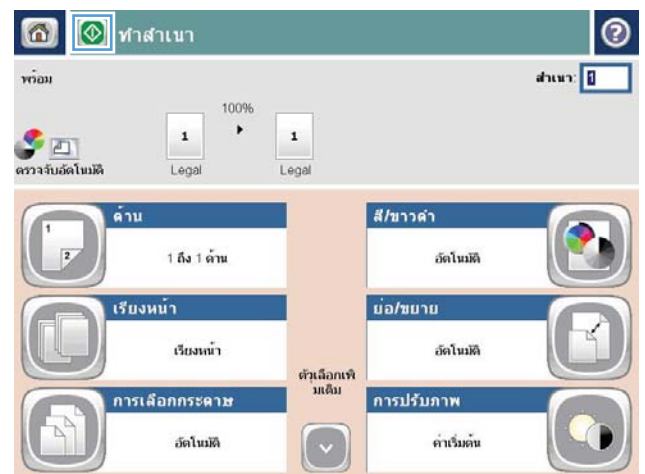 ทำสำเนา
พร้อม
สำเนา: 1
100%
1
1
ตรวจจับอัตโนมัติ
Legal
Legal
ด้าน
1
2
1 ถึง 1 ด้าน
สี/ขาวดำ
อัตโนมัติ
เรียงหน้า
เรียงหน้า
ย่อ/ขยาย
อัตโนมัติ
ตัวเลือกเพิ
มเติม
การเลือกกระดาษ
อัตโนมัติ
การปรับภาพ
ค่าเริ่มต้น